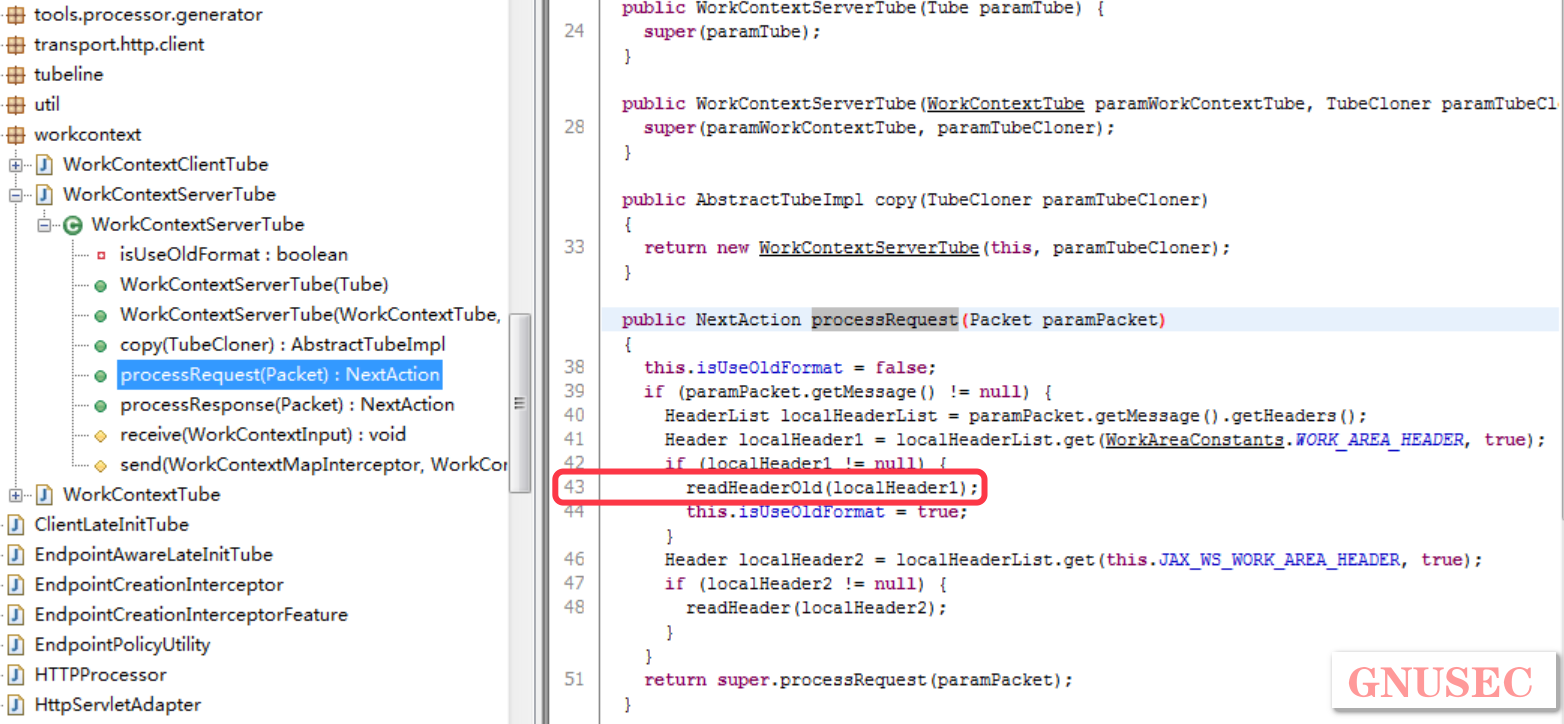 tools.processor.generator
transport.http.client
tubeline
util
workcontext
WorkContextClientTube
WorkContextServerTube
WorkContextServerTube
isUseOldFormat : boolean
WorkContextServerTube(Tube)
WorkContextServerTube(WorkContextTube,
copy(TubeCloner) : AbstractTubeImpl
processRequest(Packet) : NextAction
processResponse(Packet) : NextAction
receive(WorkContextInput) : void
send(WorkContextMapInterceptor, WorkCor
WorkContextTube
ClientLateInitTube
EndpointAwareLateInitTube
EndpointCreationInterceptor
EndpointCreationInterceptorFeature
EndpointPolicyUtility
HTTPProcessor
HttpServletAdapter
public WorkContextServerTube(Tube paramTube) {
24 super(paramTube);
}
public WorkContextServerTube(WorkContextTube paramWorkContextTube, TubeCloner paramTubeCl
28 super(paramWorkContextTube, paramTubeCloner);
}
public AbstractTubeImpl copy(TubeCloner paramTubeCloner)
{
33 return new WorkContextServerTube(this, paramTubeCloner);
}
public NextAction processRequest(Packet paramPacket)
{
38 this.isUseOldFormat = false;
39 if (paramPacket.getMessage() != null) {
40 HeaderList localHeaderList = paramPacket.getMessage().getHeaders();
41 Header localHeader1 = localHeaderList.get(WorkAreaConstants.WORK_AREA_HEADER, true);
42 if (localHeader1 != null) {
43 readHeaderOld(localHeader1);
44 this.isUseOldFormat = true;
}
46 Header localHeader2 = localHeaderList.get(this.JAX_WS_WORK_AREA_HEADER, true);
47 if (localHeader2 != null) {
48 readHeader(localHeader2);
}
}
51 return super.processRequest(paramPacket);
}
GNUSEC